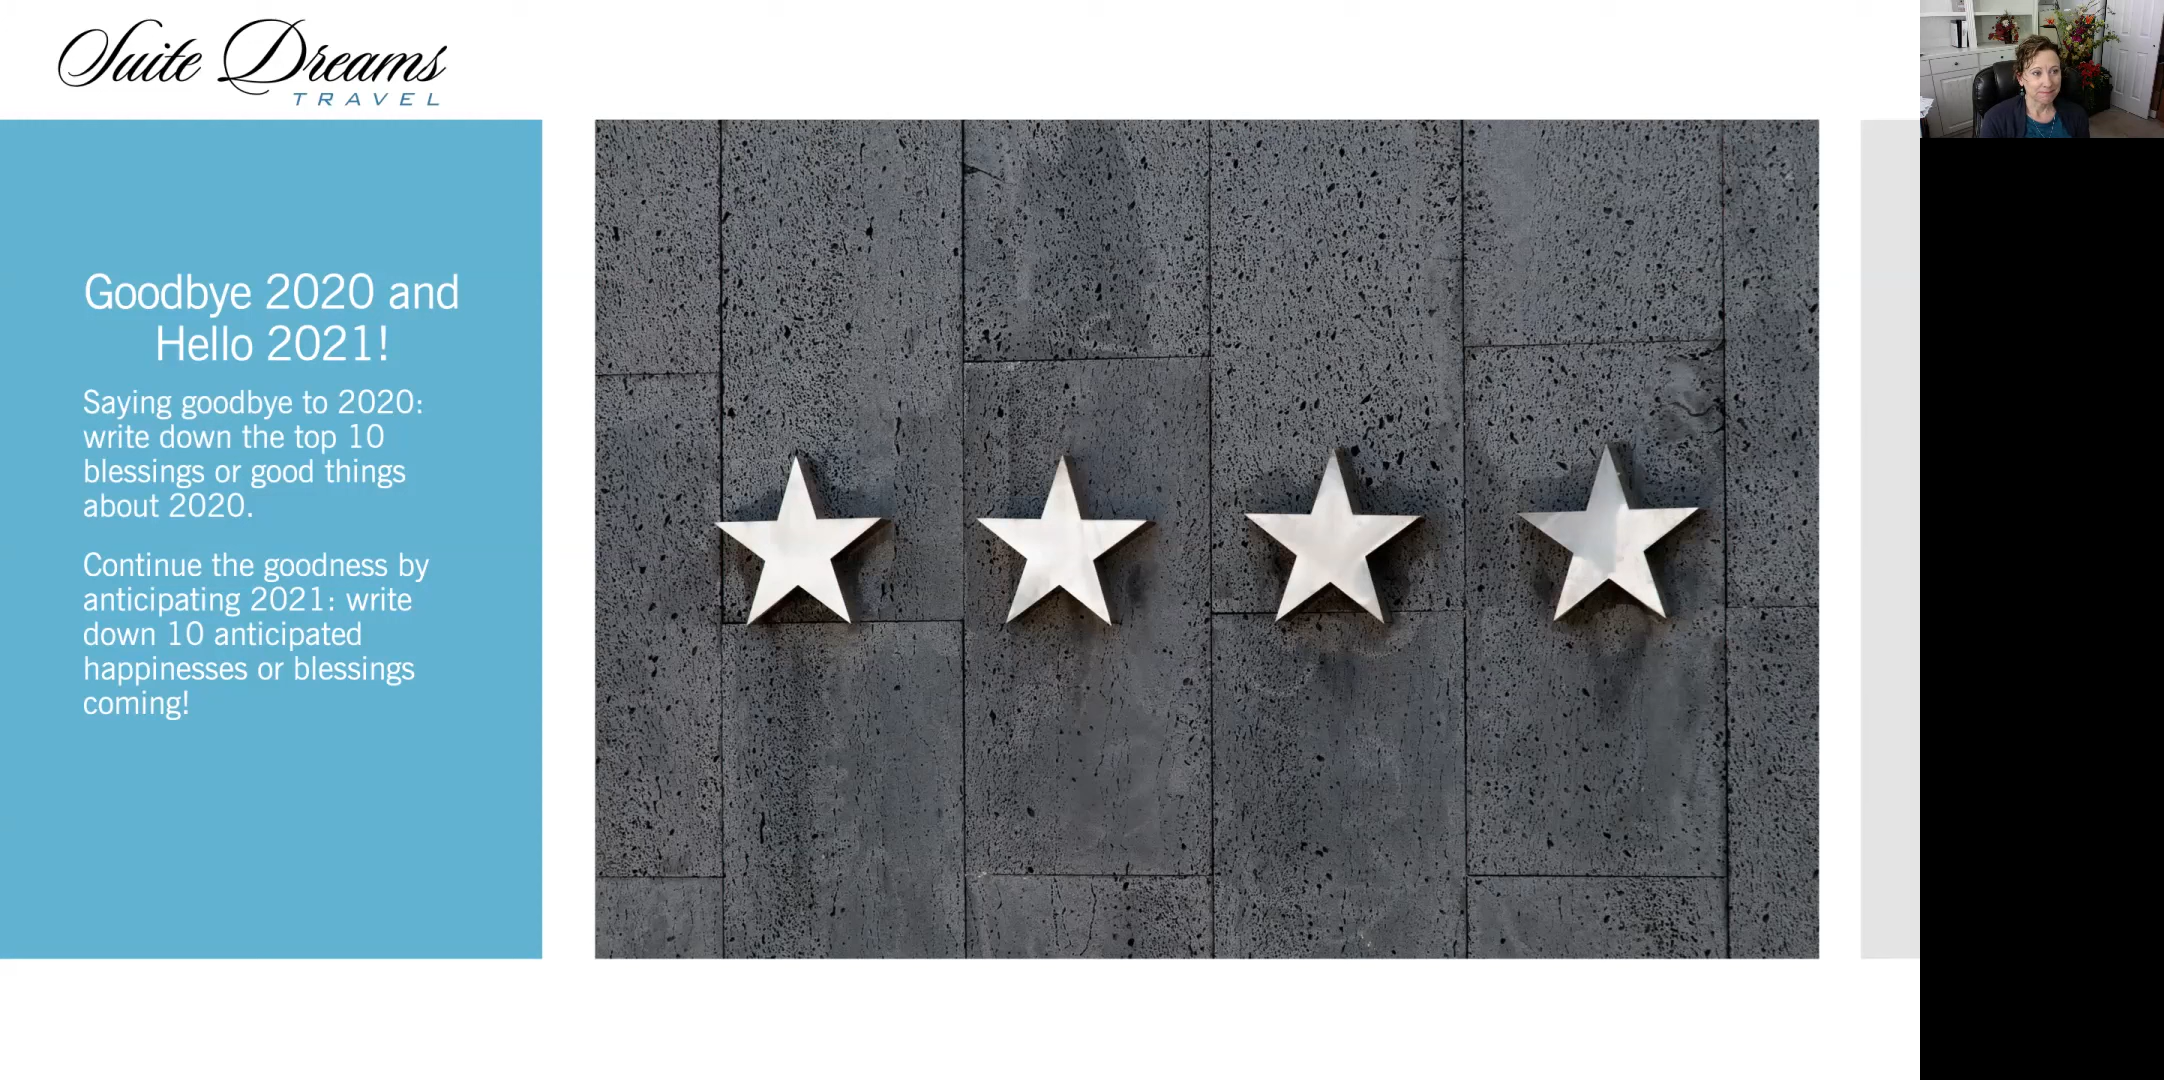 Suite Dreams
TRAVEL
Goodbye 2020 and
Hello 2021!
Saying goodbye to 2020:
write down the top 10
blessings or good things
about 2020.
Continue the goodness by
anticipating 2021: write
down 10 anticipated
happinesses or blessings
coming!